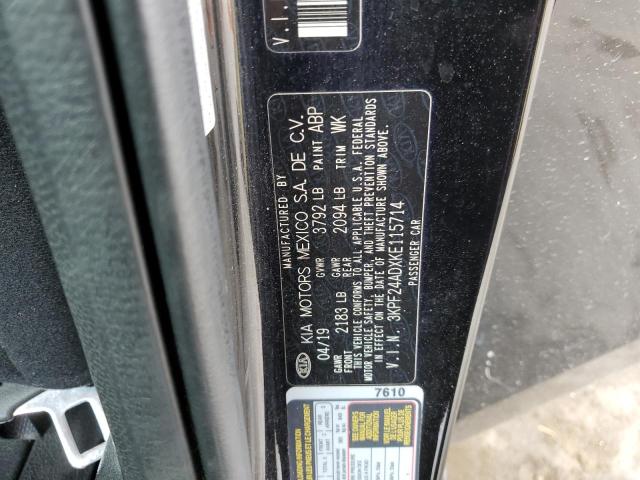 V.I.
MANUFACTURED BY
KIA KIA MOTORS MEXICO S.A. DE C.V.
04/19 GVWR 3792 LB PAINT ABP
GAWR FRONT 2183 LB GAWR REAR 2094 LB TRIM WK
THIS VEHICLE CONFORMS TO ALL APPLICABLE U.S.A. FEDERAL
MOTOR VEHICLE SAFETY, BUMPER, AND THEFT PREVENTION STANDARDS
IN EFFECT ON THE DATE OF MANUFACTURE SHOWN ABOVE.
V.I.N. 3KPF24ADXKE115714
PASSENGER CAR
7610